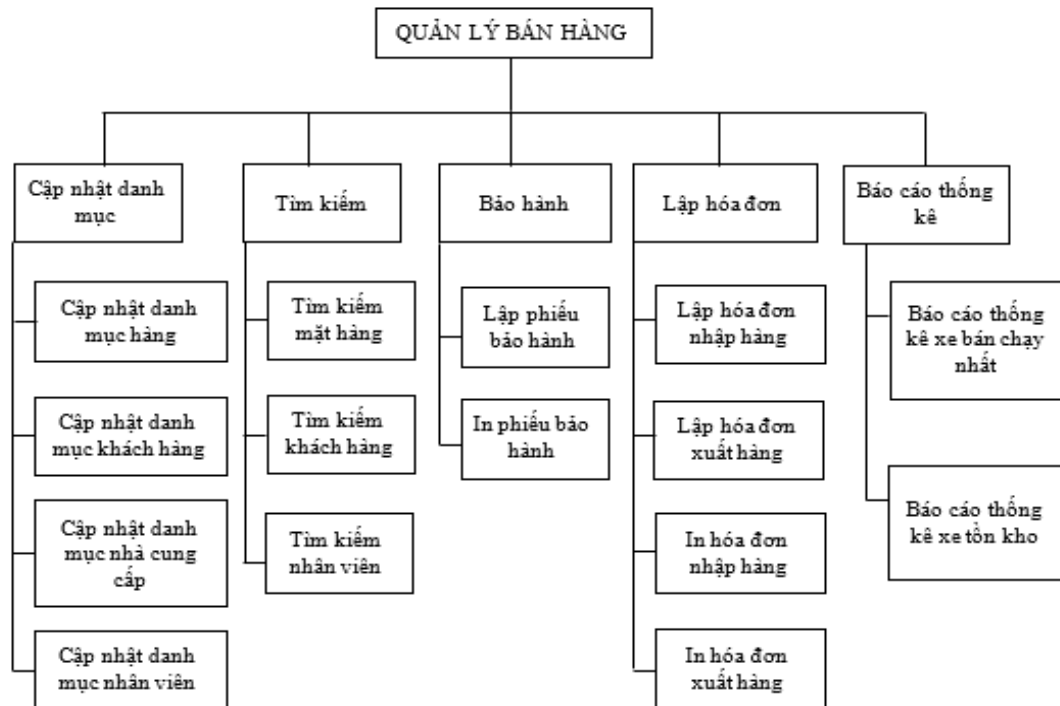 QUẢN LÝ BÁN HÀNG
Cập nhật danh
mục
Tìm kiếm
Bảo hành
Lập hóa đơn
Báo cáo thống
kê
Cập nhật danh
mục hàng
Cập nhật danh
mục khách hàng
Cập nhật danh
mục nhà cung
cấp
Cập nhật danh
mục nhân viên
Tìm kiếm
mặt hàng
Tìm kiếm
khách hàng
Tìm kiếm
nhân viên
Lập phiếu
bảo hành
In phiếu bảo
hành
Lập hóa đơn
nhập hàng
Lập hóa đơn
xuất hàng
In hóa đơn
nhập hàng
In hóa đơn
xuất hàng
Báo cáo thống
kê xe bán chạy
nhất
Báo cáo thống
kê xe tồn kho